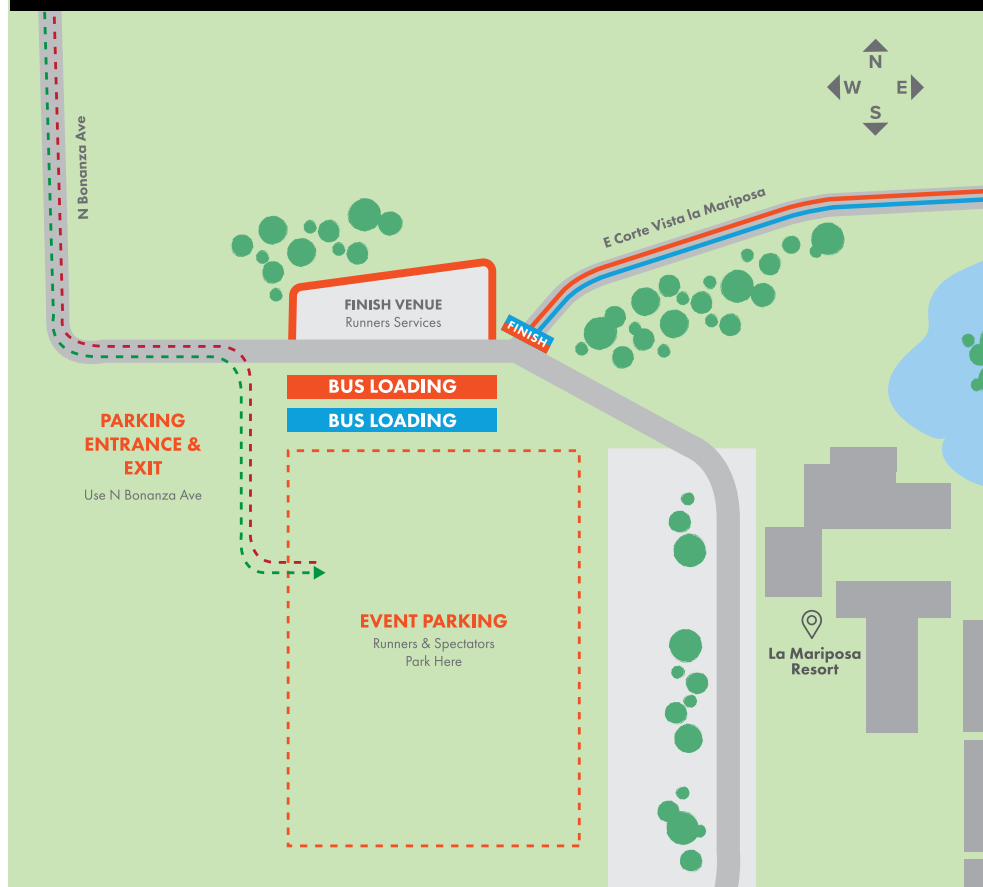 N
W E
S
N Bonanza Ave
E Corte Vista la Mariposa
FINISH VENUE
Runners Services
FINISH
BUS LOADING
BUS LOADING
PARKING
ENTRANCE &
EXIT
Use N Bonanza Ave
EVENT PARKING
Runners & Spectators
Park Here
La Mariposa
Resort